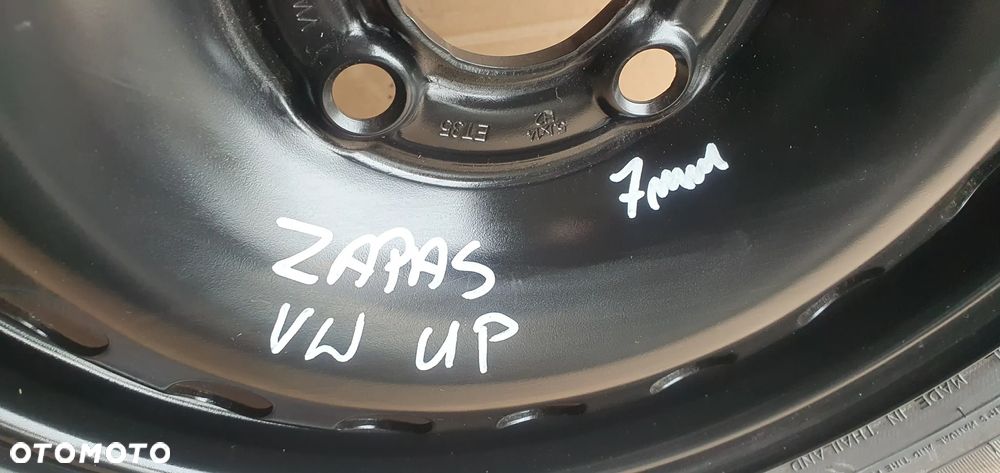 ET35
7mm
ZAPAS
VW UP
MADE IN THAILAND
OTOMOTO